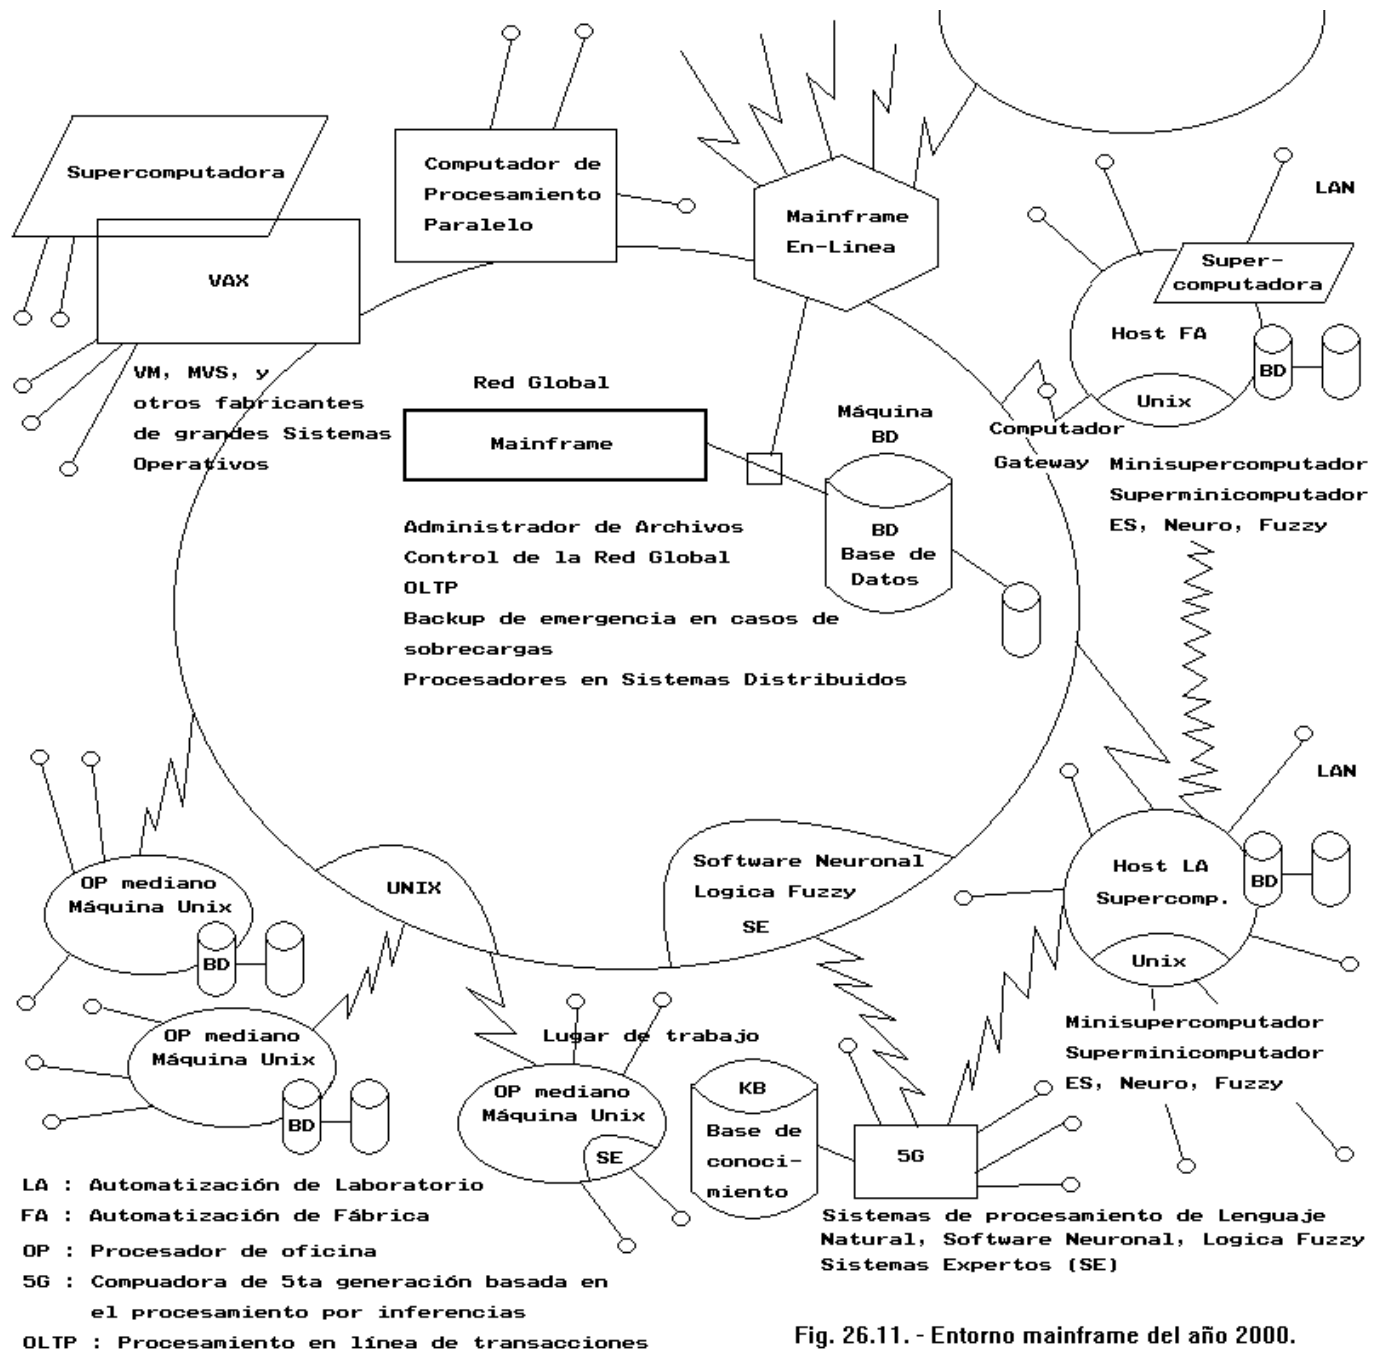 Supercomputadora
VAX
Computador de
Procesamiento
Paralelo
Mainframe
En-Linea
LAN
Super-
computadora
Host FA
BD
Unix
VM, MVS, y
otros fabricantes
de grandes Sistemas
Operativos
Red Global
Mainframe
Máquina
BD
BD
Base de
Datos
Computador
Gateway
Minisupercomputador
Superminicomputador
ES, Neuro, Fuzzy
Administrador de Archivos
Control de la Red Global
OLTP
Backup de emergencia en casos de
sobrecargas
Procesadores en Sistemas Distribuidos
LAN
Host LA
Supercomp.
BD
Unix
Minisupercomputador
Superminicomputador
ES, Neuro, Fuzzy
UNIX
Software Neuronal
Logica Fuzzy
SE
OP mediano
Máquina Unix
BD
OP mediano
Máquina Unix
BD
Lugar de trabajo
OP mediano
Máquina Unix
SE
KB
Base de
conoci-
miento
5G
Sistemas de procesamiento de Lenguaje
Natural, Software Neuronal, Logica Fuzzy
Sistemas Expertos (SE)
LA : Automatización de Laboratorio
FA : Automatización de Fábrica
OP : Procesador de oficina
5G : Compuadora de 5ta generación basada en
el procesamiento por inferencias
OLTP : Procesamiento en línea de transacciones
Fig. 26.11. - Entorno mainframe del año 2000.